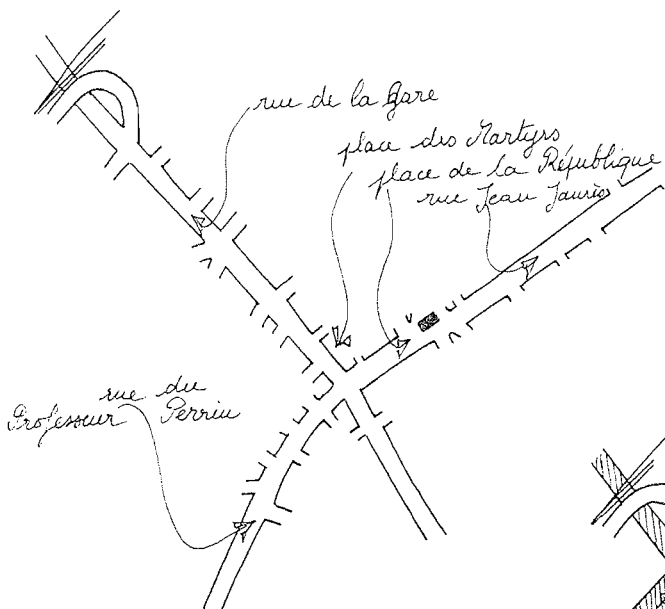 rue de la Gare
place des Martyrs
place de la République
rue Jean Jaurès
rue du
Professeur Perrin